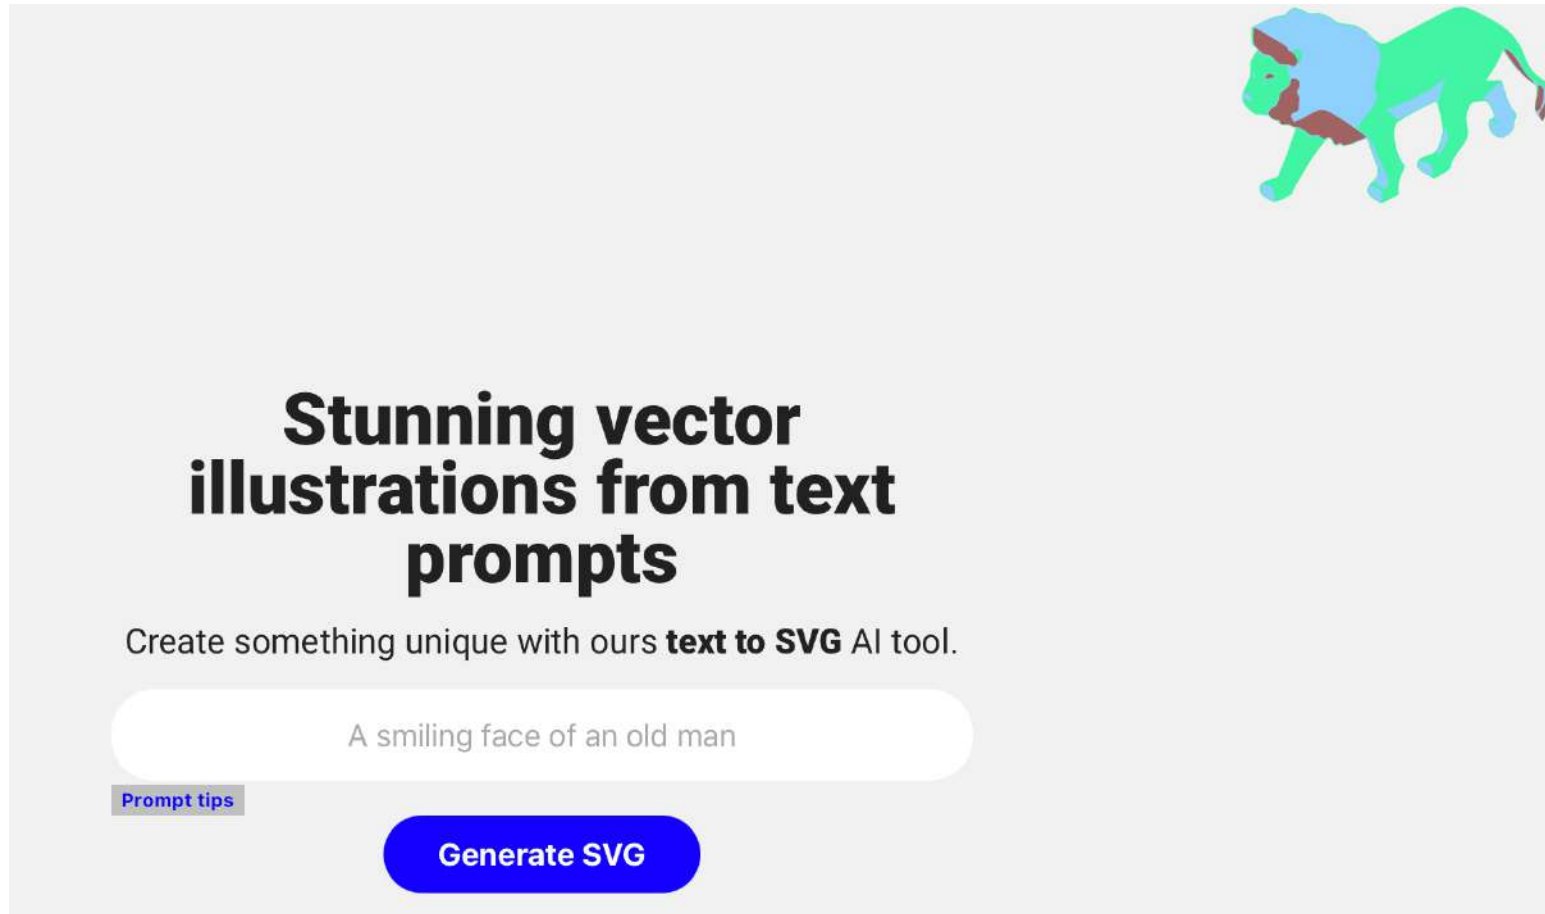 Stunning vector
illustrations from text
prompts
Create something unique with ours text to SVG AI tool.
A smiling face of an old man
Prompt tips
Generate SVG